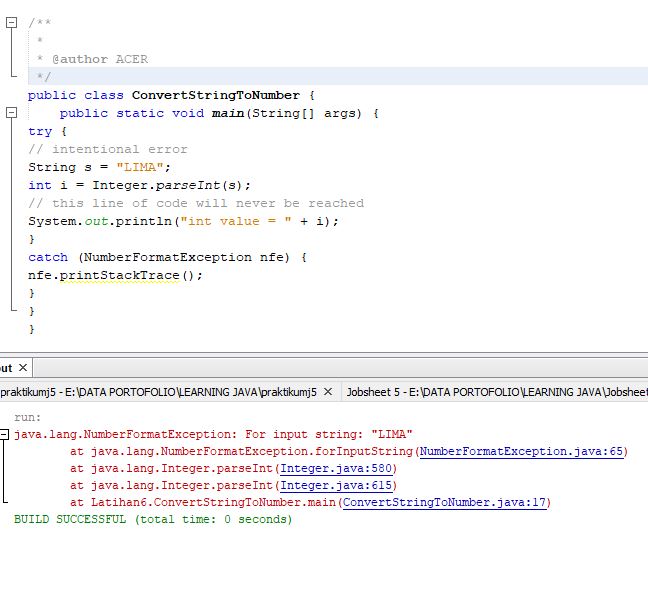 /**
 *
 * @author ACER
 */
public class ConvertStringToNumber {
    public static void main(String[] args) {
try {
// intentional error
String s = "LIMA";
int i = Integer.parseInt(s);
// this line of code will never be reached
System.out.println("int value = " + i);
}
catch (NumberFormatException nfe) {
nfe.printStackTrace();
}
}
}
ut ×
praktikumj5 - E:\DATA PORTOFOLIO\LEARNING JAVA\praktikumj5 × Jobsheet 5 - E:\DATA PORTOFOLIO\LEARNING JAVA\Jobsheet
run:
java.lang.NumberFormatException: For input string: "LIMA"
        at java.lang.NumberFormatException.forInputString(NumberFormatException.java:65)
        at java.lang.Integer.parseInt(Integer.java:580)
        at java.lang.Integer.parseInt(Integer.java:615)
        at Latihan6.ConvertStringToNumber.main(ConvertStringToNumber.java:17)
BUILD SUCCESSFUL (total time: 0 seconds)